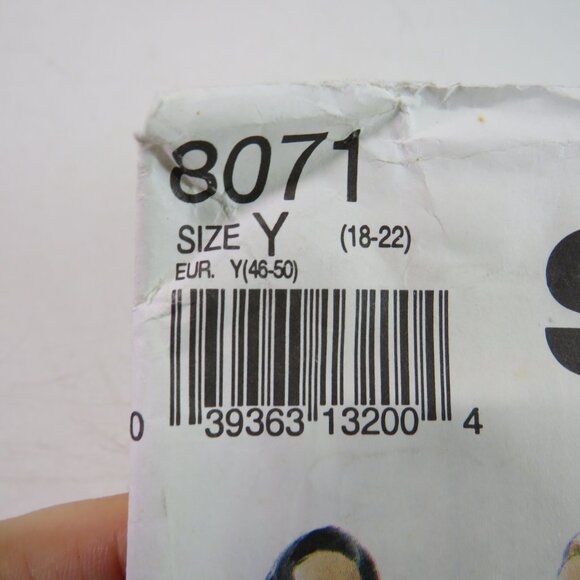 8071
SIZE Y (18-22)
EUR. Y(46-50)
0 39363 13200 4
S